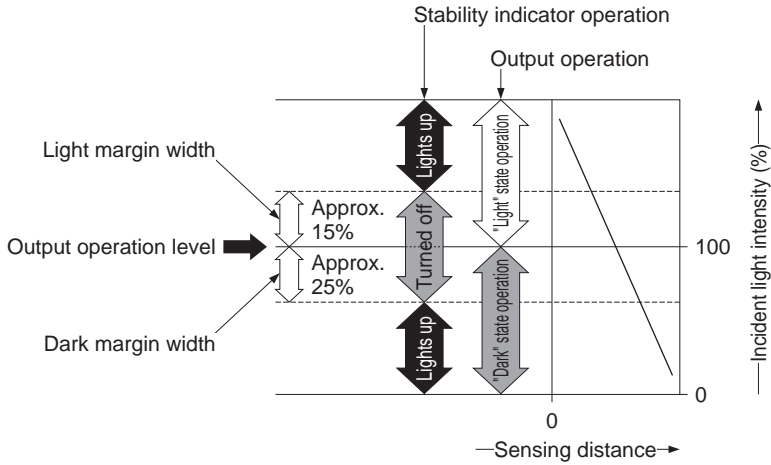 Stability indicator operation
Output operation
Light margin width
Lights up
"Light" state operation
Approx.
15%
Turned off
Output operation level
100
Approx.
25%
Dark margin width
Lights up
"Dark" state operation
0
0
Sensing distance
Incident light intensity (%)